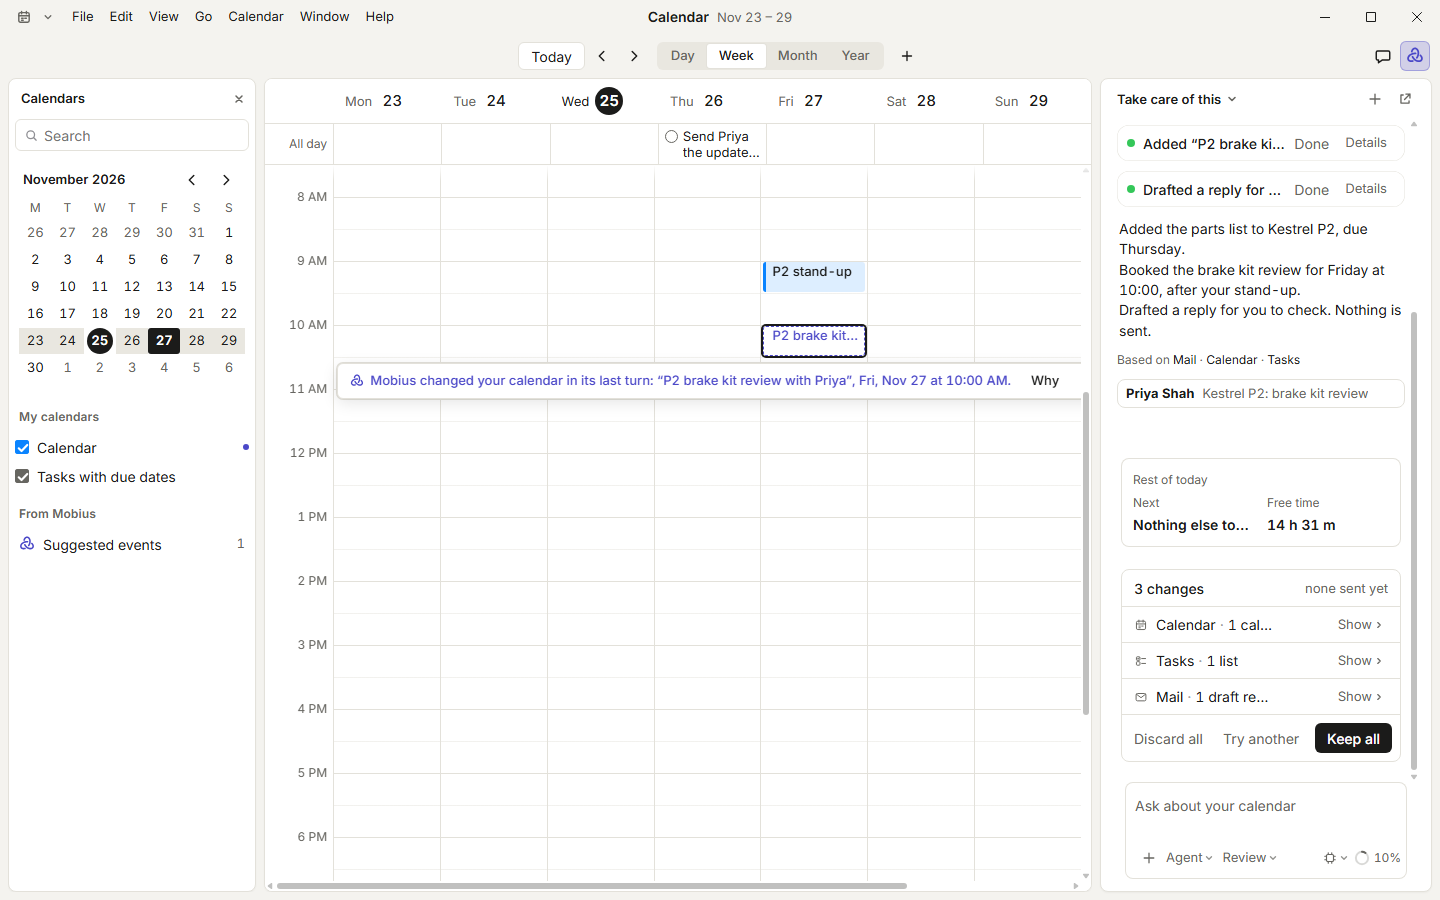 File Edit View Go Calendar Window Help
Calendar Nov 23 – 29
Today
Day Week Month Year
Calendars
Search
November 2026
M T W T F S S
26 27 28 29 30 31 1
2 3 4 5 6 7 8
9 10 11 12 13 14 15
16 17 18 19 20 21 22
23 24 25 26 27 28 29
30 1 2 3 4 5 6
My calendars
Calendar
Tasks with due dates
From Mobius
Suggested events 1
Mon 23 Tue 24 Wed 25 Thu 26 Fri 27 Sat 28 Sun 29
All day
Send Priya
the update...
8 AM
9 AM
P2 stand-up
10 AM
P2 brake kit...
Mobius changed your calendar in its last turn: “P2 brake kit review with Priya”, Fri, Nov 27 at 10:00 AM. Why
11 AM
12 PM
1 PM
2 PM
3 PM
4 PM
5 PM
6 PM
Take care of this
Added “P2 brake ki... Done Details
Drafted a reply for ... Done Details
Added the parts list to Kestrel P2, due
Thursday.
Booked the brake kit review for Friday at
10:00, after your stand-up.
Drafted a reply for you to check. Nothing is
sent.
Based on Mail · Calendar · Tasks
Priya Shah Kestrel P2: brake kit review
Rest of today
Next Free time
Nothing else to... 14 h 31 m
3 changes none sent yet
Calendar · 1 cal... Show
Tasks · 1 list Show
Mail · 1 draft re... Show
Discard all Try another Keep all
Ask about your calendar
Agent Review 10%